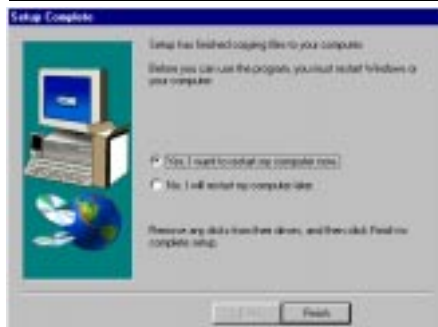 Setup Complete
Setup has finished copying files to your computer.
Before you can use the program, you must restart Windows or
your computer.
Yes, I want to restart my computer now.
No, I will restart my computer later.
Remove any disks from their drives, and then click Finish to
complete setup.
Finish